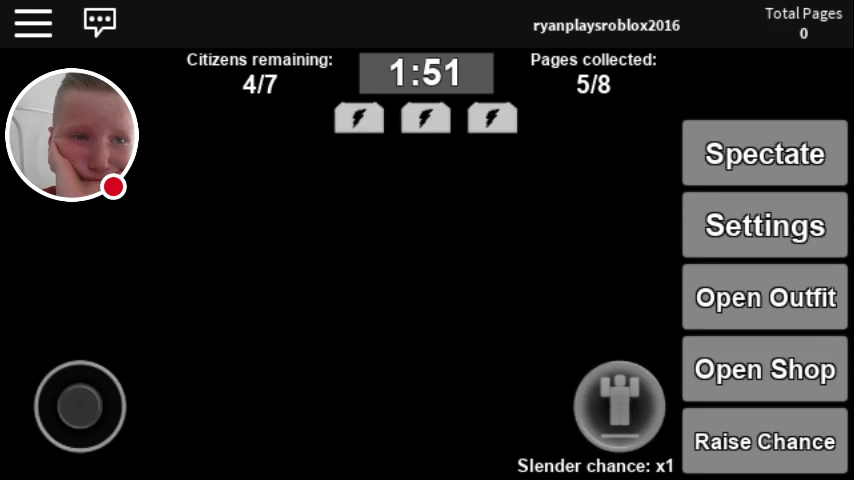 ryanplaysroblox2016
Total Pages
0
Citizens remaining:
4/7
1:51
Pages collected:
5/8
Spectate
Settings
Open Outfit
Open Shop
Raise Chance
Slender chance: x1